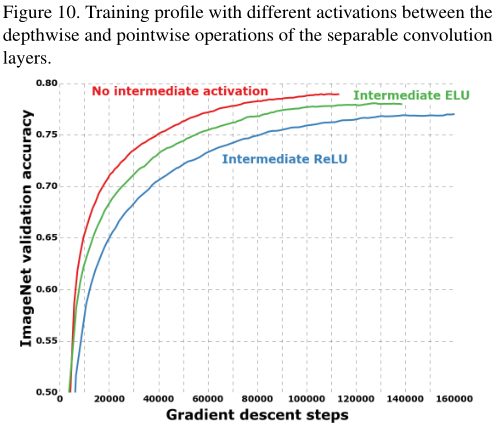 Figure 10. Training profile with different activations between the
depthwise and pointwise operations of the separable convolution
layers.
0.80
No intermediate activation
Intermediate ELU
0.75
Intermediate ReLU
0.70
0.65
0.60
0.55
0.50
ImageNet validation accuracy
0 20000 40000 60000 80000 100000 120000 140000 160000
Gradient descent steps